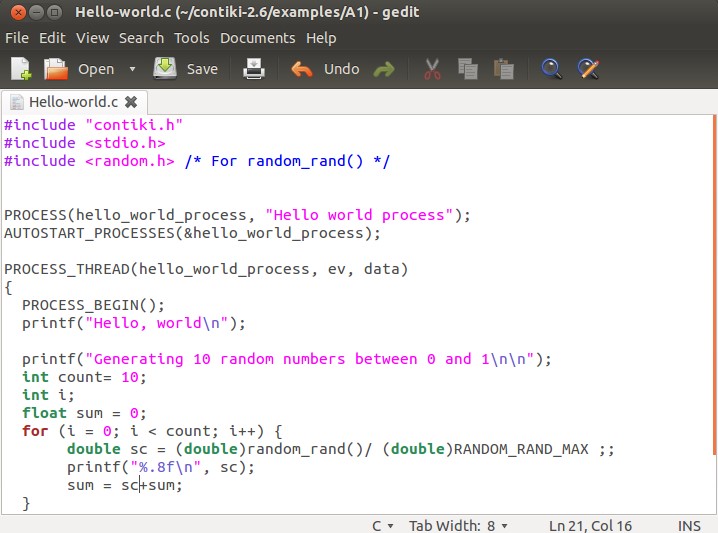 Hello-world.c (~/contiki-2.6/examples/A1) - gedit
File Edit View Search Tools Documents Help
Open Save Undo
Hello-world.c
#include "contiki.h"
#include <stdio.h>
#include <random.h> /* For random_rand() */
PROCESS(hello_world_process, "Hello world process");
AUTOSTART_PROCESSES(&hello_world_process);
PROCESS_THREAD(hello_world_process, ev, data)
{
  PROCESS_BEGIN();
  printf("Hello, world\n");
  printf("Generating 10 random numbers between 0 and 1\n\n");
  int count= 10;
  int i;
  float sum = 0;
  for (i = 0; i < count; i++) {
       double sc = (double)random_rand()/ (double)RANDOM_RAND_MAX ;;
       printf("%.8f\n", sc);
       sum = sc+sum;
  }
C Tab Width: 8 Ln 21, Col 16 INS